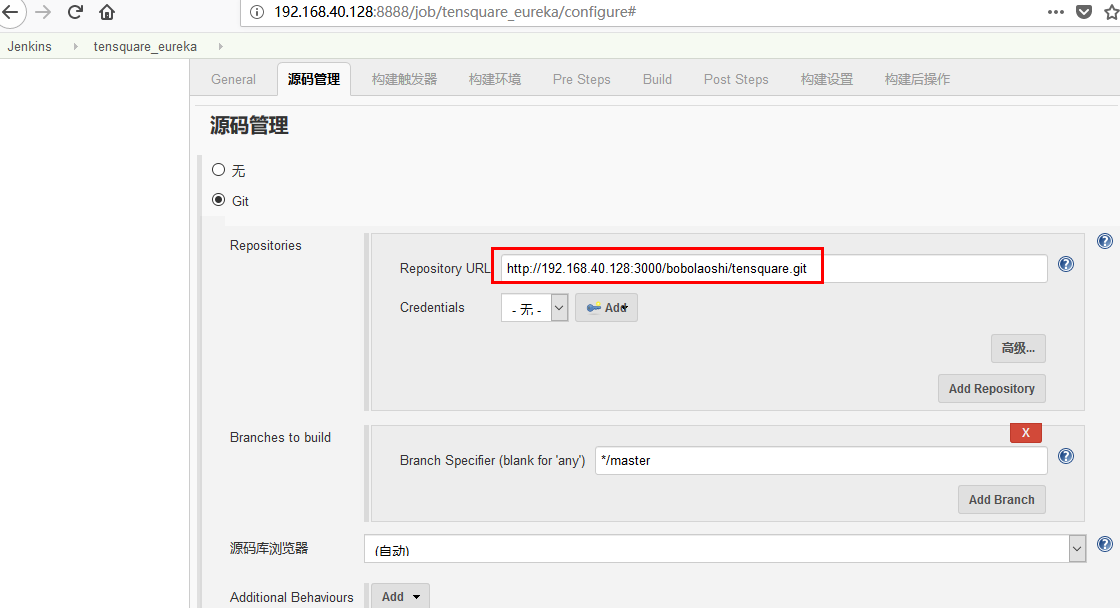 192.168.40.128:8888/job/tensquare_eureka/configure#
Jenkins tensquare_eureka
General 源码管理 构建触发器 构建环境 Pre Steps Build Post Steps 构建设置 构建后操作
源码管理
无
Git
Repositories
Repository URL http://192.168.40.128:3000/bobolaoshi/tensquare.git
Credentials - 无 - Add
高级...
Add Repository
Branches to build
X
Branch Specifier (blank for 'any') */master
Add Branch
源码库浏览器 (自动)
Additional Behaviours Add